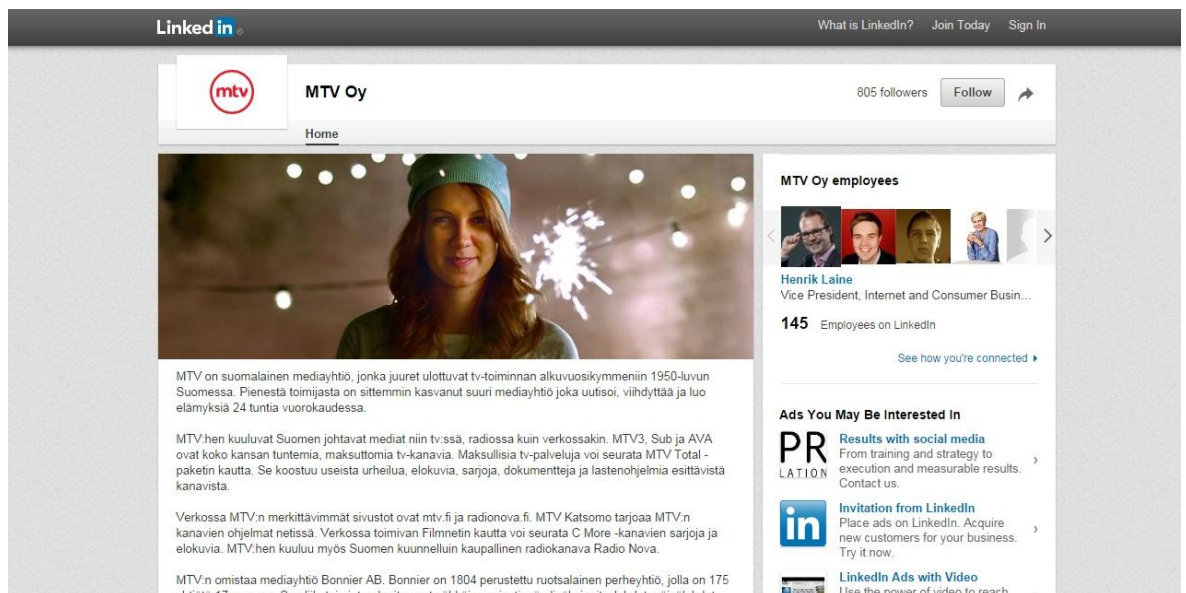 Linked in ®
What is LinkedIn? Join Today Sign In
mtv
MTV Oy
805 followers Follow
Home
MTV on suomalainen mediayhtiö, jonka juuret ulottuvat tv-toiminnan alkuvuosikymmeniin 1950-luvun
Suomessa. Pienestä toimijasta on sittemmin kasvanut suuri mediayhtiö joka uutisoi, viihdyttää ja luo
elämyksiä 24 tuntia vuorokaudessa.
MTV:hen kuuluvat Suomen johtavat mediat niin tv:ssä, radiossa kuin verkossakin. MTV3, Sub ja AVA
ovat koko kansan tuntemia, maksuttomia tv-kanavia. Maksullisia tv-palveluja voi seurata MTV Total -
paketin kautta. Se koostuu useista urheilua, elokuvia, sarjoja, dokumentteja ja lastenohjelmia esittävistä
kanavista.
Verkossa MTV:n merkittävimmät sivustot ovat mtv.fi ja radionova.fi. MTV Katsomo tarjoaa MTV:n
kanavien ohjelmat netissä. Verkossa toimivan Filmnetin kautta voi seurata C More -kanavien sarjoja ja
elokuvia. MTV:hen kuuluu myös Suomen kuunnelluin kaupallinen radiokanava Radio Nova.
MTV:n omistaa mediayhtiö Bonnier AB. Bonnier on 1804 perustettu ruotsalainen perheyhtiö, jolla on 175
MTV Oy employees
Henrik Laine
Vice President, Internet and Consumer Busin...
145 Employees on LinkedIn
See how you're connected
Ads You May Be Interested In
PR
LATION
Results with social media
From training and strategy to
execution and measurable results.
Contact us.
in
Invitation from LinkedIn
Place ads on LinkedIn. Acquire
new customers for your business.
Try it now.
LinkedIn Ads with Video
Use the power of video to reach